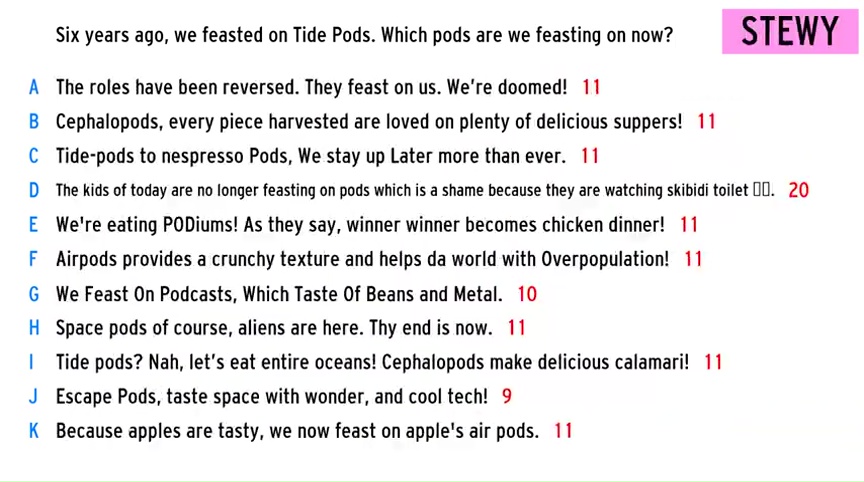 STEWY
Six years ago, we feasted on Tide Pods. Which pods are we feasting on now?
A The roles have been reversed. They feast on us. We're doomed! 11
B Cephalopods, every piece harvested are loved on plenty of delicious suppers! 11
C Tide-pods to nespresso Pods, We stay up Later more than ever. 11
D The kids of today are no longer feasting on pods which is a shame because they are watching skibidi toilet ▯▯. 20
E We're eating PODiums! As they say, winner winner becomes chicken dinner! 11
F Airpods provides a crunchy texture and helps da world with Overpopulation! 11
G We Feast On Podcasts, Which Taste Of Beans and Metal. 10
H Space pods of course, aliens are here. Thy end is now. 11
I Tide pods? Nah, let's eat entire oceans! Cephalopods make delicious calamari! 11
J Escape Pods, taste space with wonder, and cool tech! 9
K Because apples are tasty, we now feast on apple's air pods. 11